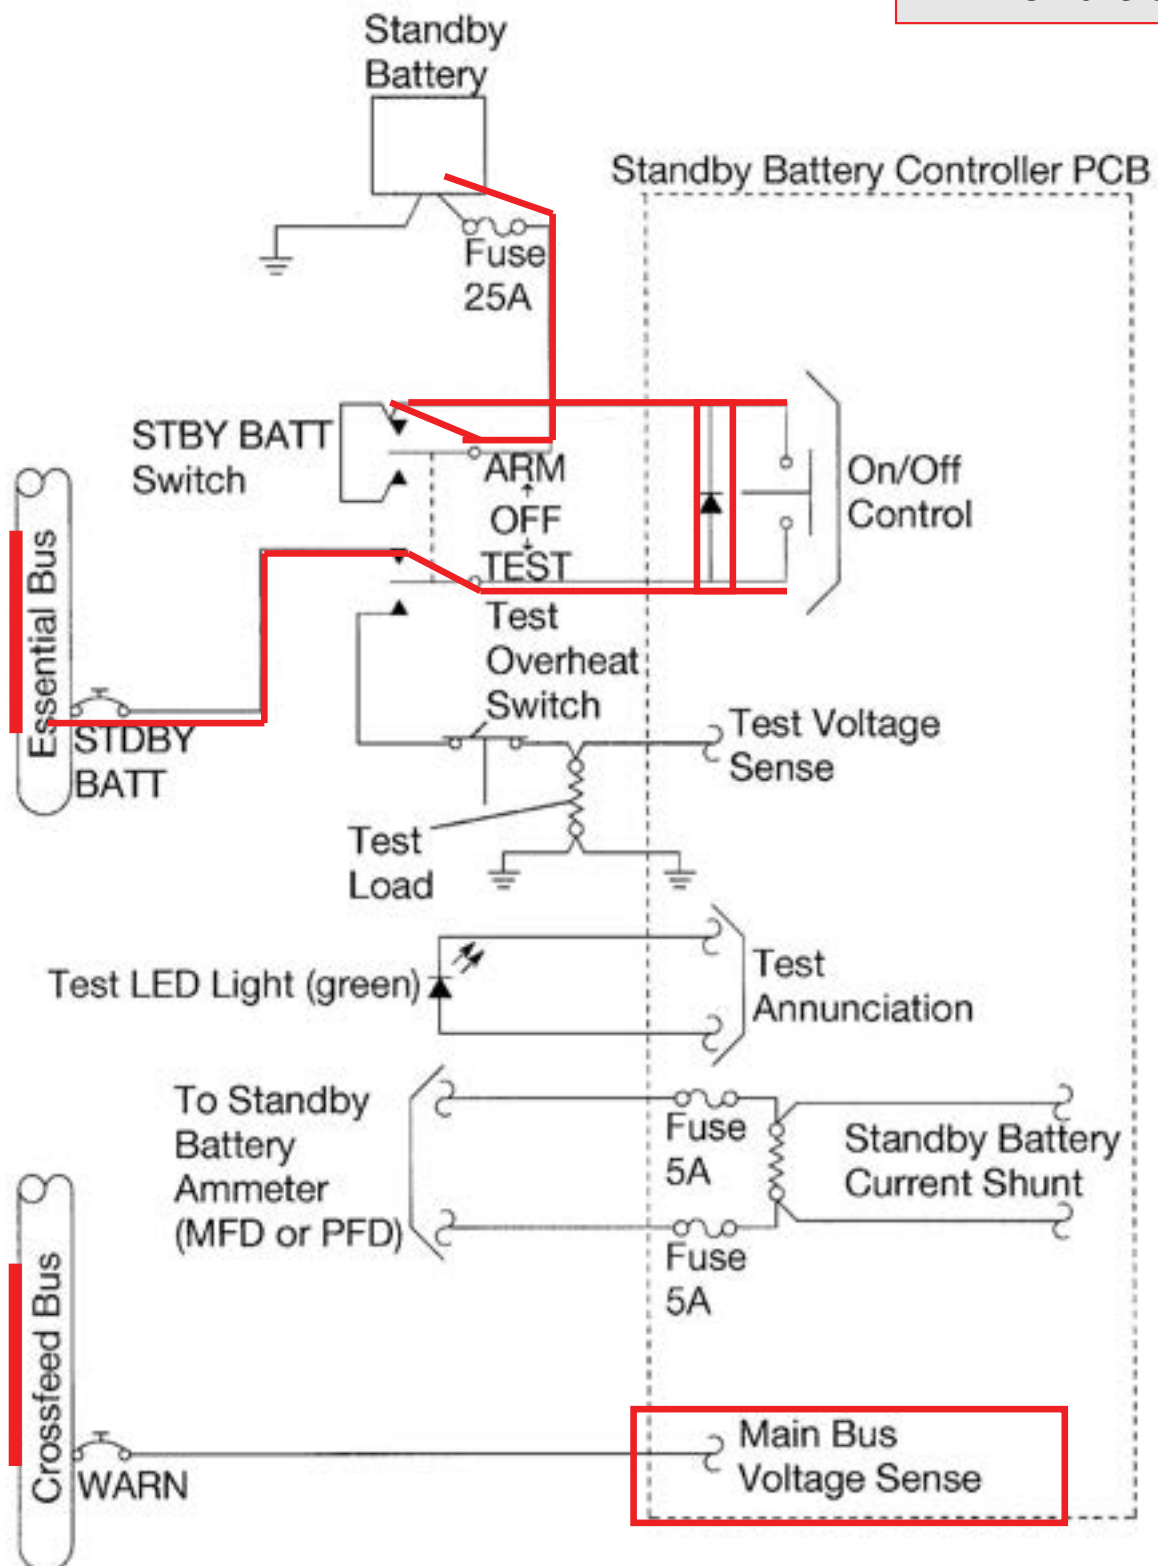 Standby
Battery
Standby Battery Controller PCB
Fuse
25A
STBY BATT
Switch
ARM
OFF
TEST
On/Off
Control
Essential Bus
STDBY
BATT
Test
Overheat
Switch
Test Voltage
Sense
Test
Load
Test LED Light (green)
Test
Annunciation
To Standby
Battery
Ammeter
(MFD or PFD)
Fuse
5A
Standby Battery
Current Shunt
Fuse
5A
Crossfeed Bus
WARN
Main Bus
Voltage Sense